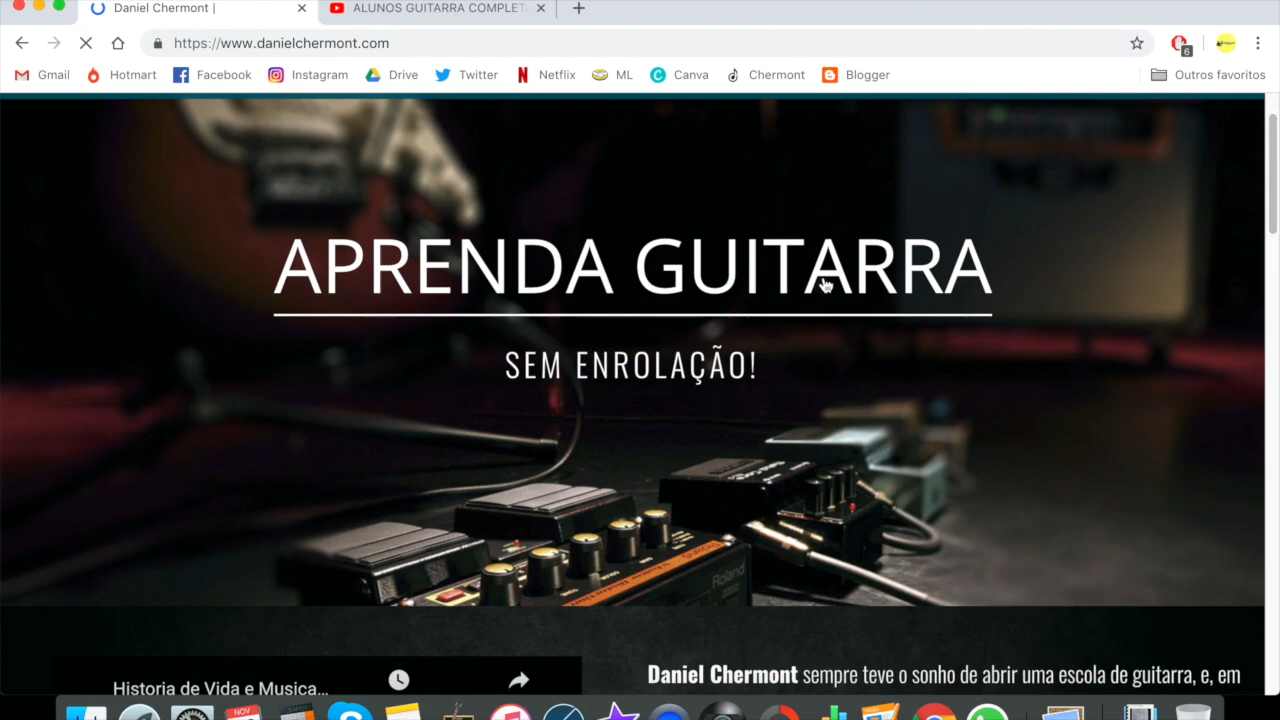 Daniel Chermont |
ALUNOS GUITARRA COMPLET
https://www.danielchermont.com
6
Gmail Hotmart Facebook Instagram Drive Twitter Netflix ML Canva Chermont Blogger Outros favoritos
APRENDA GUITARRA
SEM ENROLAÇÃO!
Roland
Historia de Vida e Musica...
Daniel Chermont sempre teve o sonho de abrir uma escola de guitarra, e, em
NOV